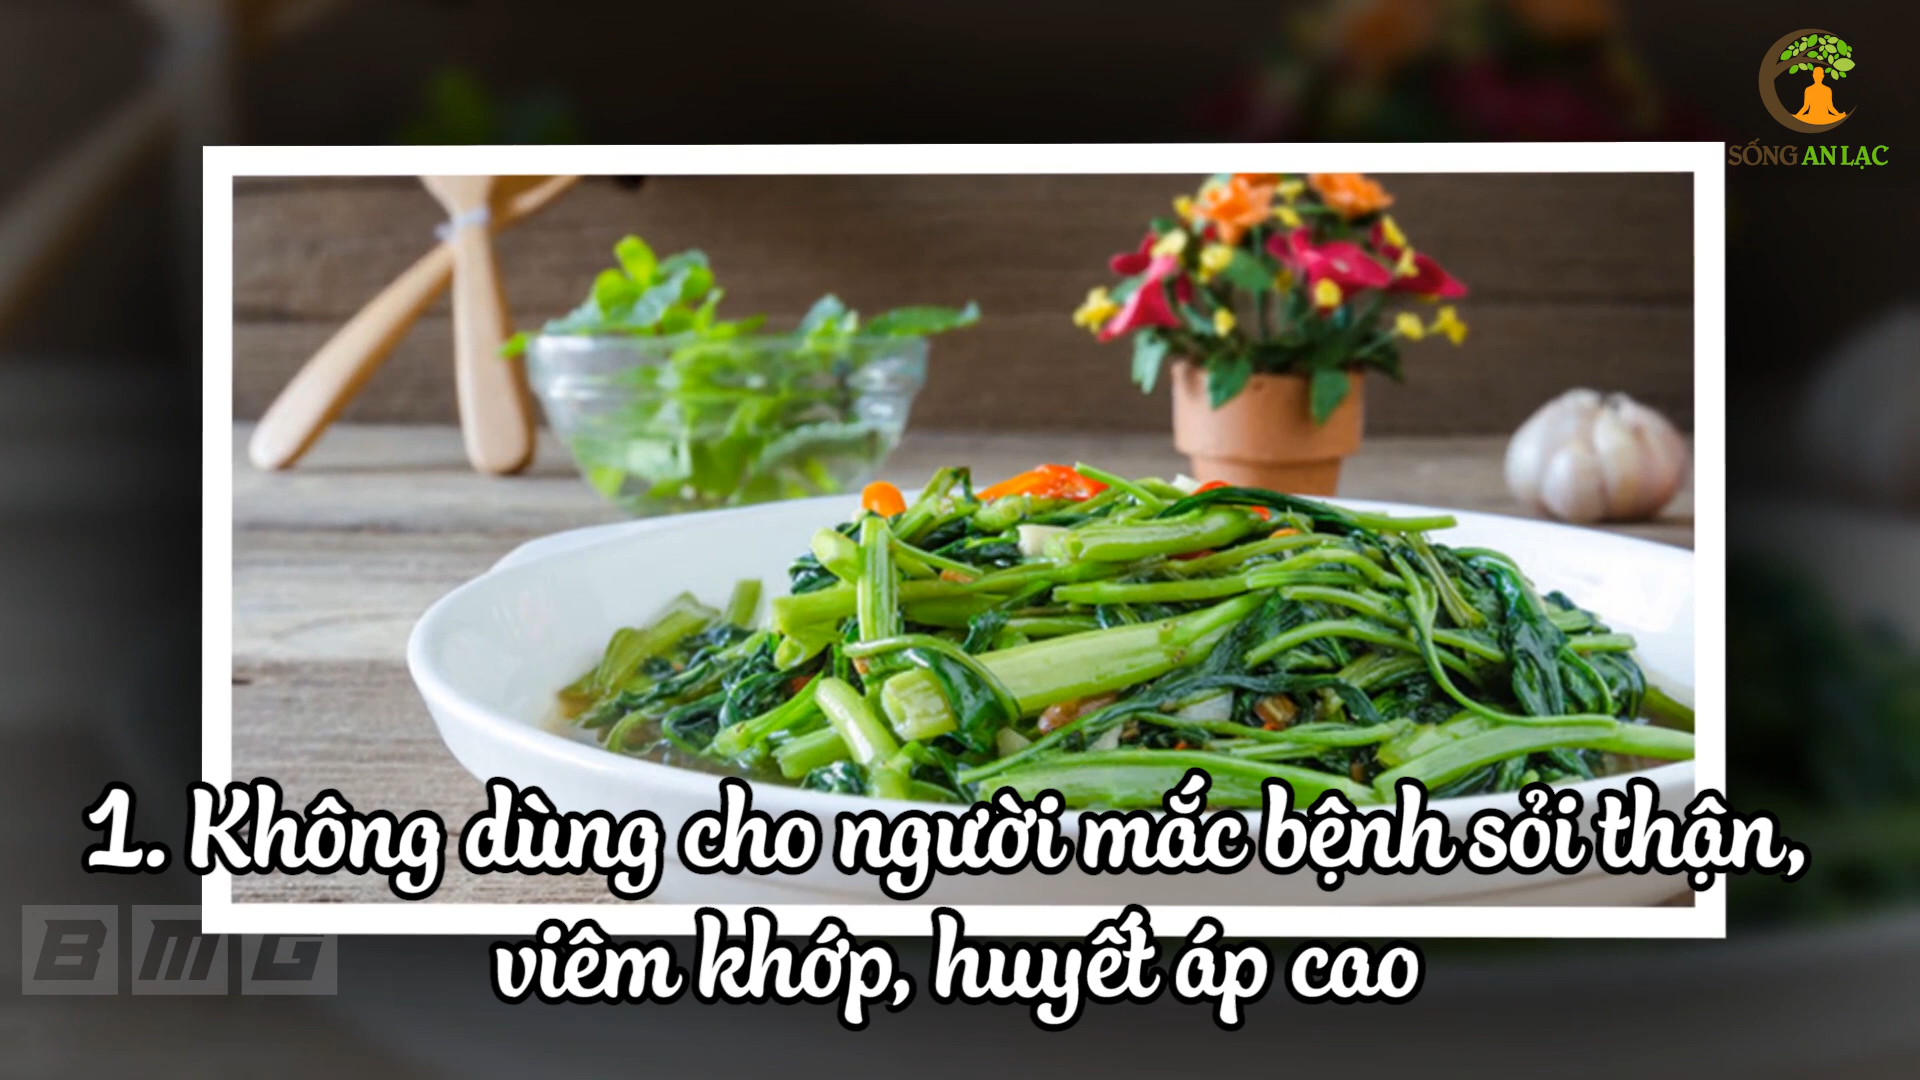 SỐNG AN LẠC
1. Không dùng cho người mắc bệnh sỏi thận,
viêm khớp, huyết áp cao
BMG